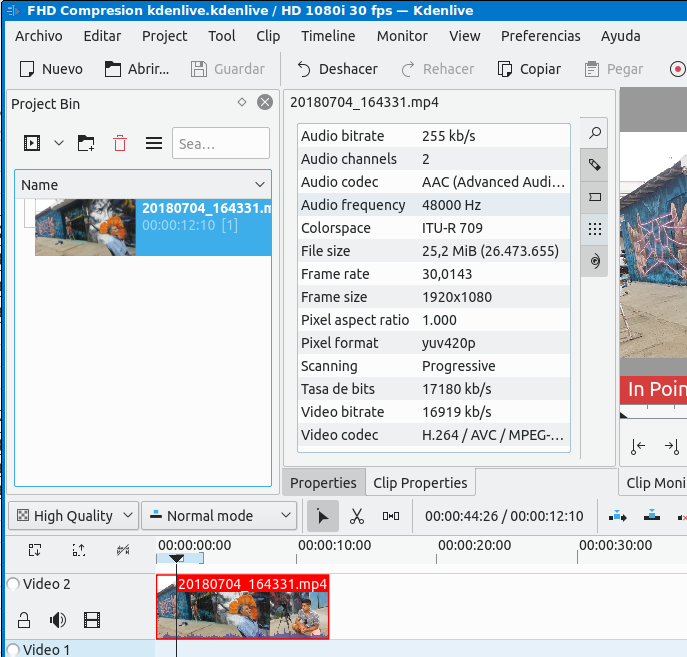 FHD Compresion kdenlive.kdenlive / HD 1080i 30 fps — Kdenlive
Archivo Editar Project Tool Clip Timeline Monitor View Preferencias Ayuda
Nuevo Abrir... Guardar Deshacer Rehacer Copiar Pegar
Project Bin
Sea...
Name
20180704_164331.m
00:00:12:10 [1]
20180704_164331.mp4
Audio bitrate 255 kb/s
Audio channels 2
Audio codec AAC (Advanced Audi...
Audio frequency 48000 Hz
Colorspace ITU-R 709
File size 25,2 MiB (26.473.655)
Frame rate 30,0143
Frame size 1920x1080
Pixel aspect ratio 1.000
Pixel format yuv420p
Scanning Progressive
Tasa de bits 17180 kb/s
Video bitrate 16919 kb/s
Video codec H.264 / AVC / MPEG-...
In Poin
Properties Clip Properties
Clip Moni
High Quality Normal mode 00:00:44:26 / 00:00:12:10
00:00:00:00 00:00:10:00 00:00:20:00 00:00:30:00
Video 2
20180704_164331.mp4
Video 1